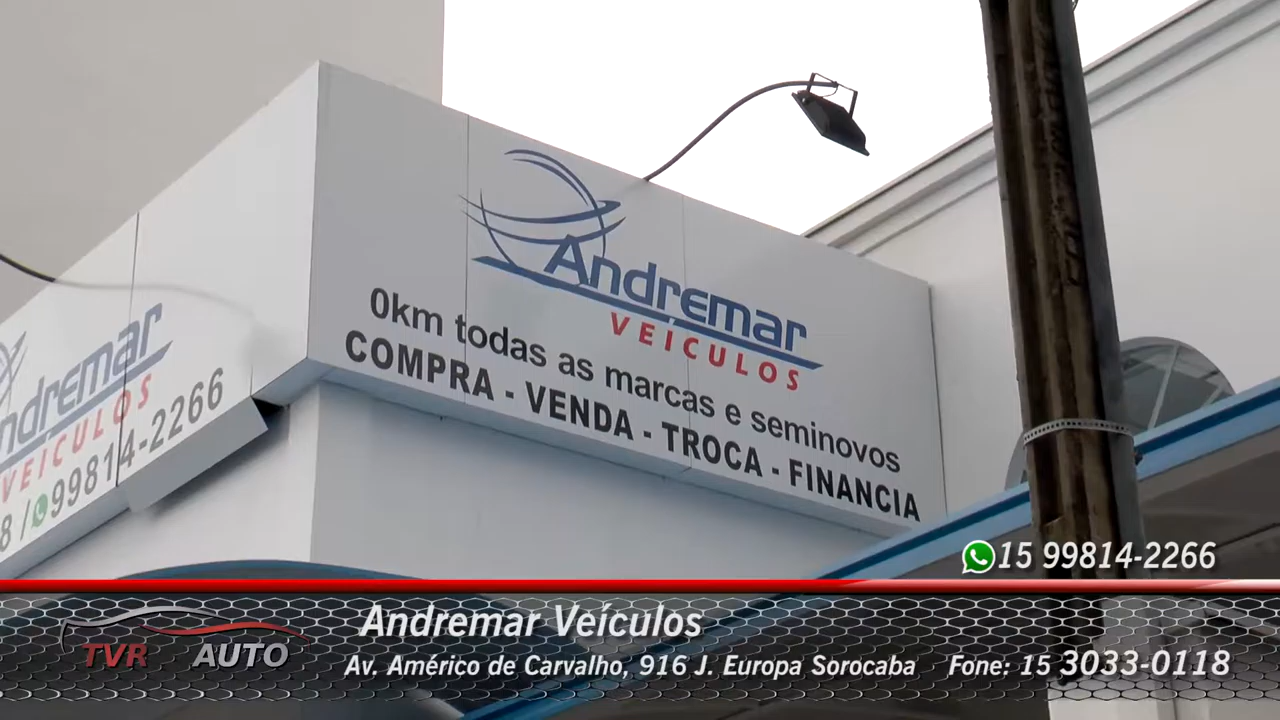 Andremar
VEÍCULOS
0km todas as marcas e seminovos
COMPRA - VENDA - TROCA - FINANCIA
ndremar
VEÍCULOS
8 / 99814-2266
15 99814-2266
Andremar Veículos
TVR AUTO
Av. Américo de Carvalho, 916 J. Europa Sorocaba Fone: 15 3033-0118